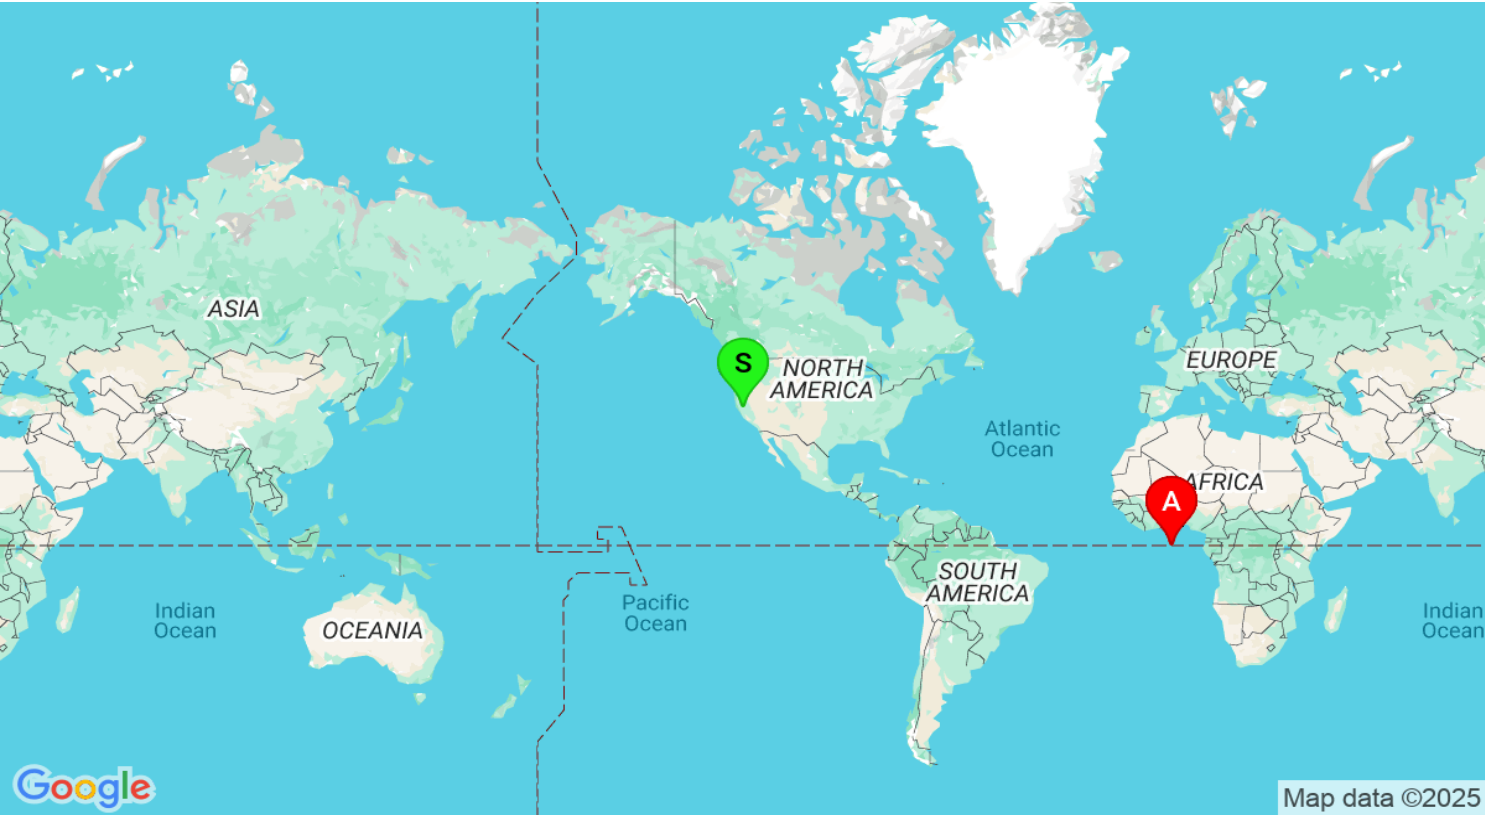 ASIA
S
NORTH
AMERICA
EUROPE
Atlantic
Ocean
AFRICA
A
SOUTH
AMERICA
Indian
Ocean
OCEANIA
Pacific
Ocean
Indian
Ocean
Google
Map data ©2025